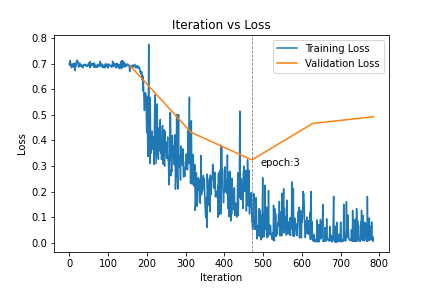 Iteration vs Loss
Training Loss
Validation Loss
0.8
0.7
0.6
0.5
0.4
0.3
0.2
0.1
0.0
Loss
epoch:3
0 100 200 300 400 500 600 700 800
Iteration